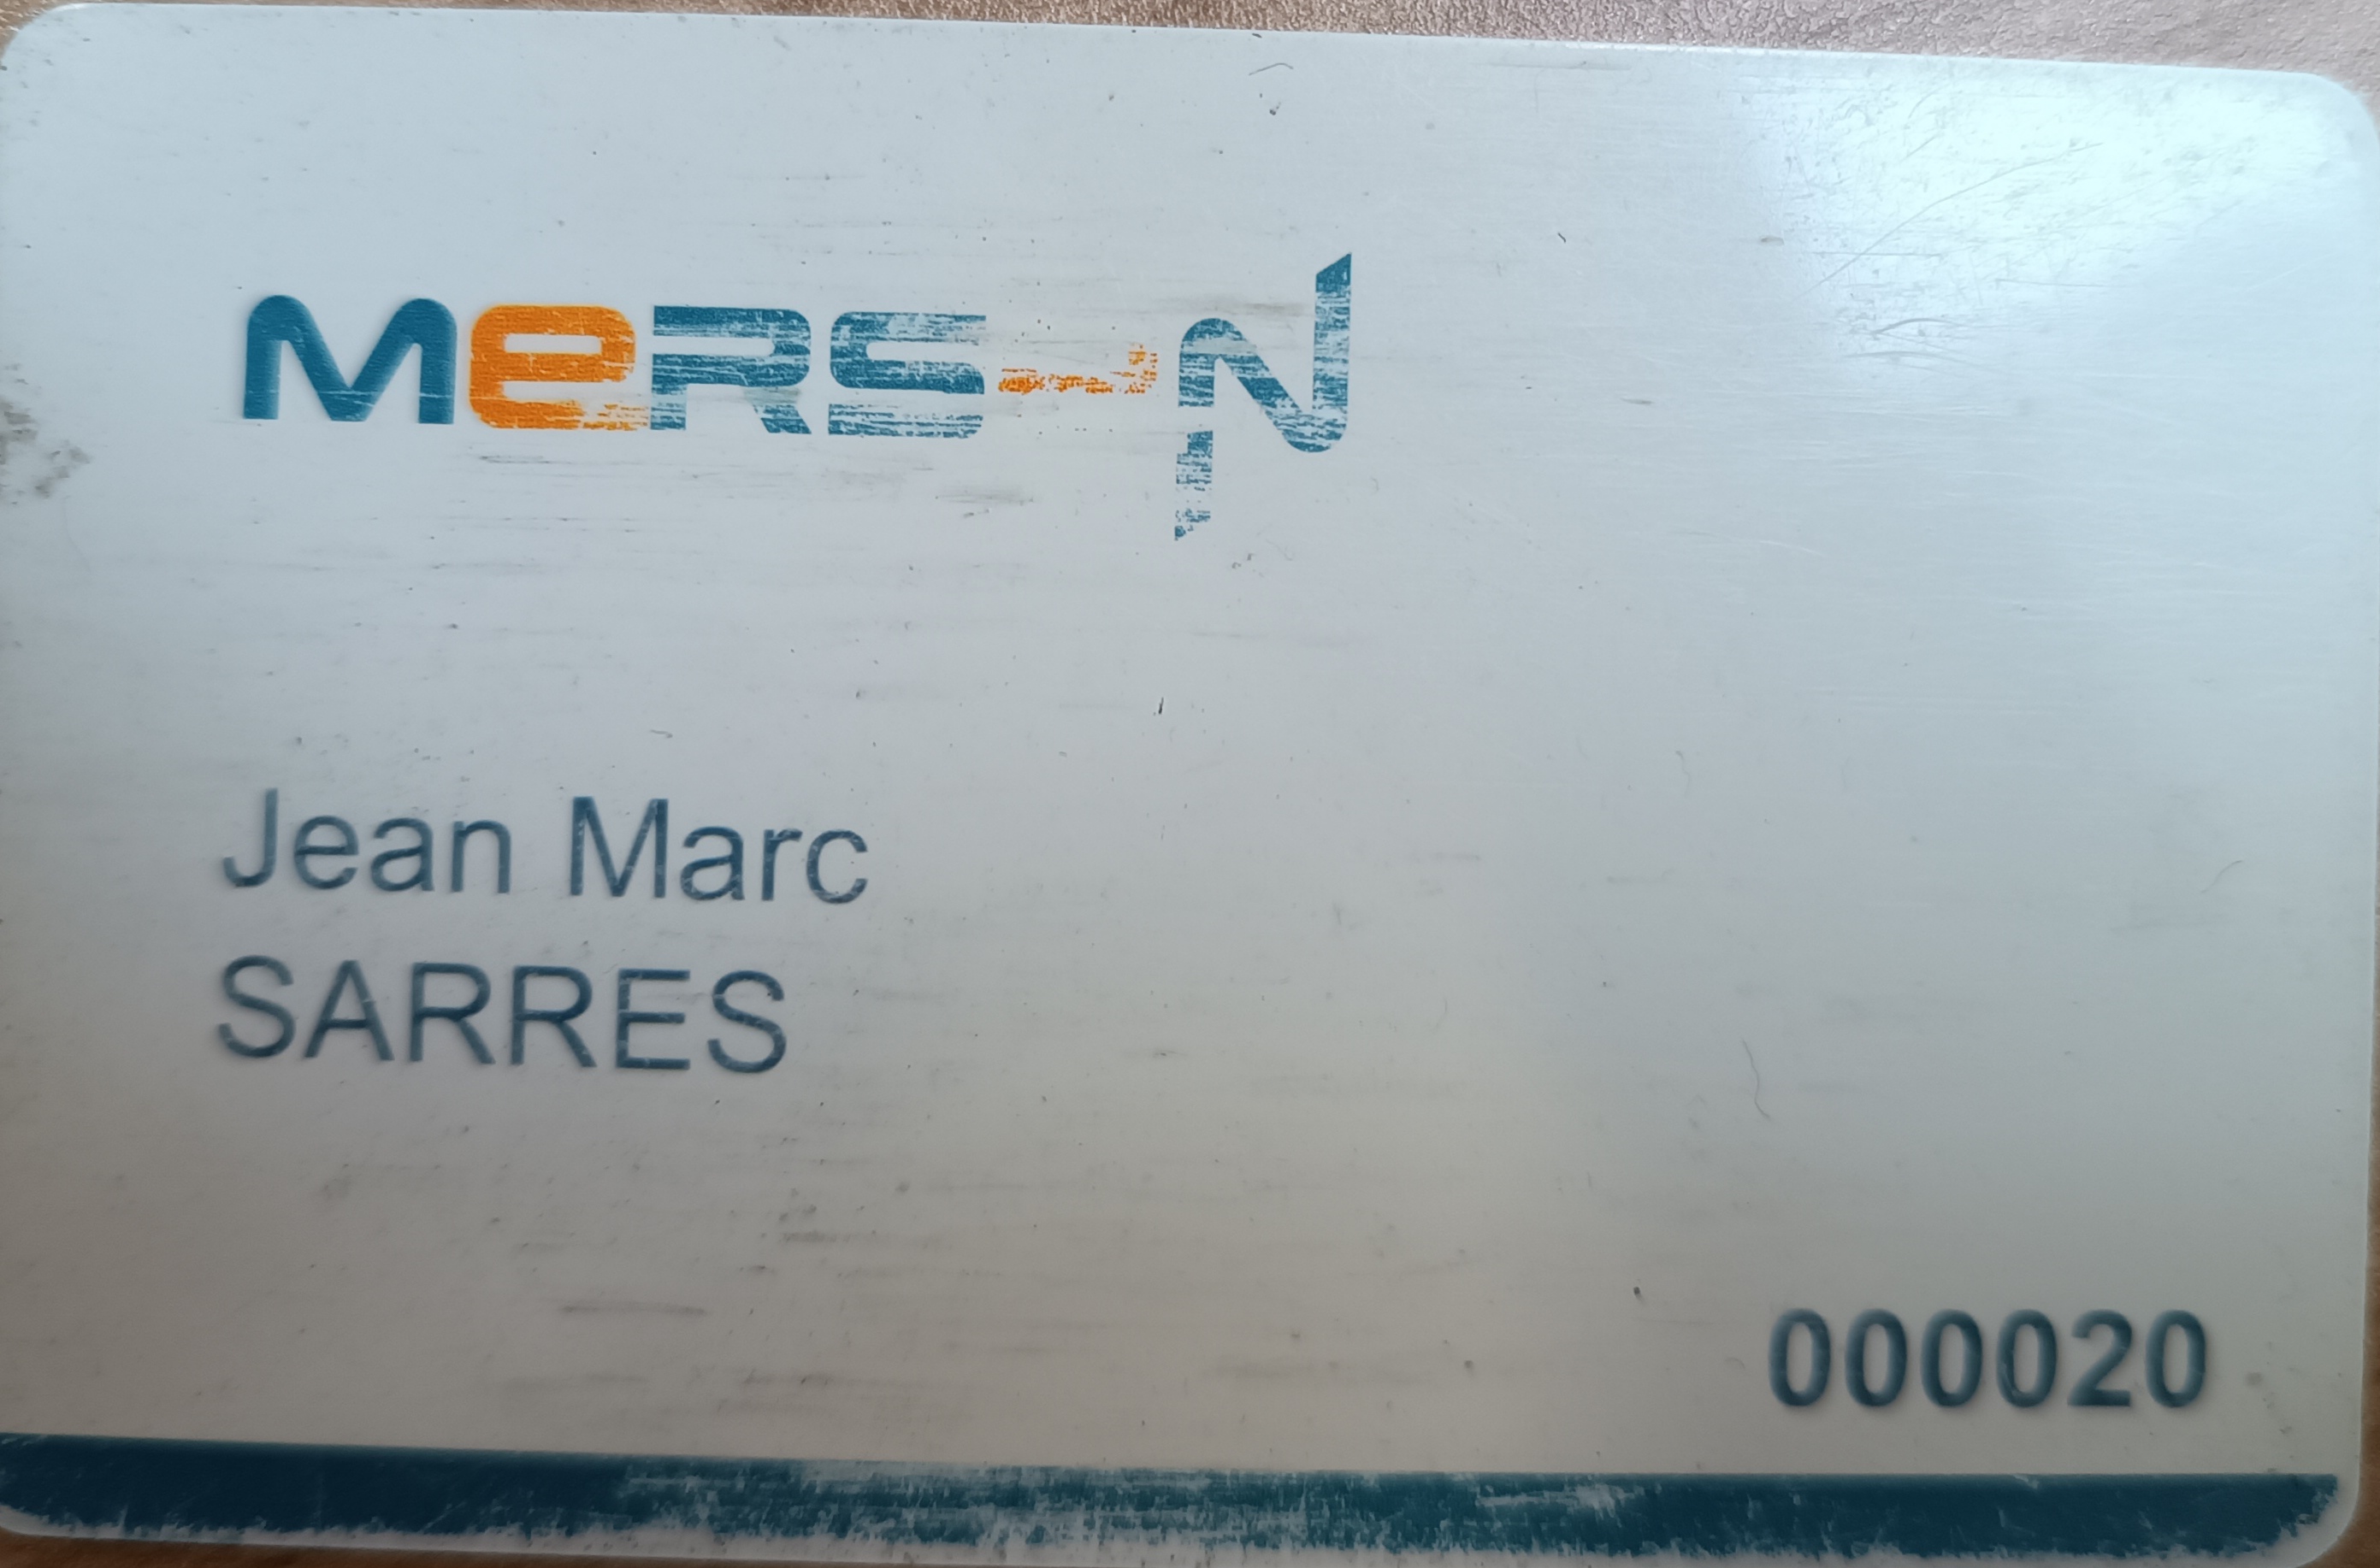 MeRSeN
Jean Marc
SARRES
000020